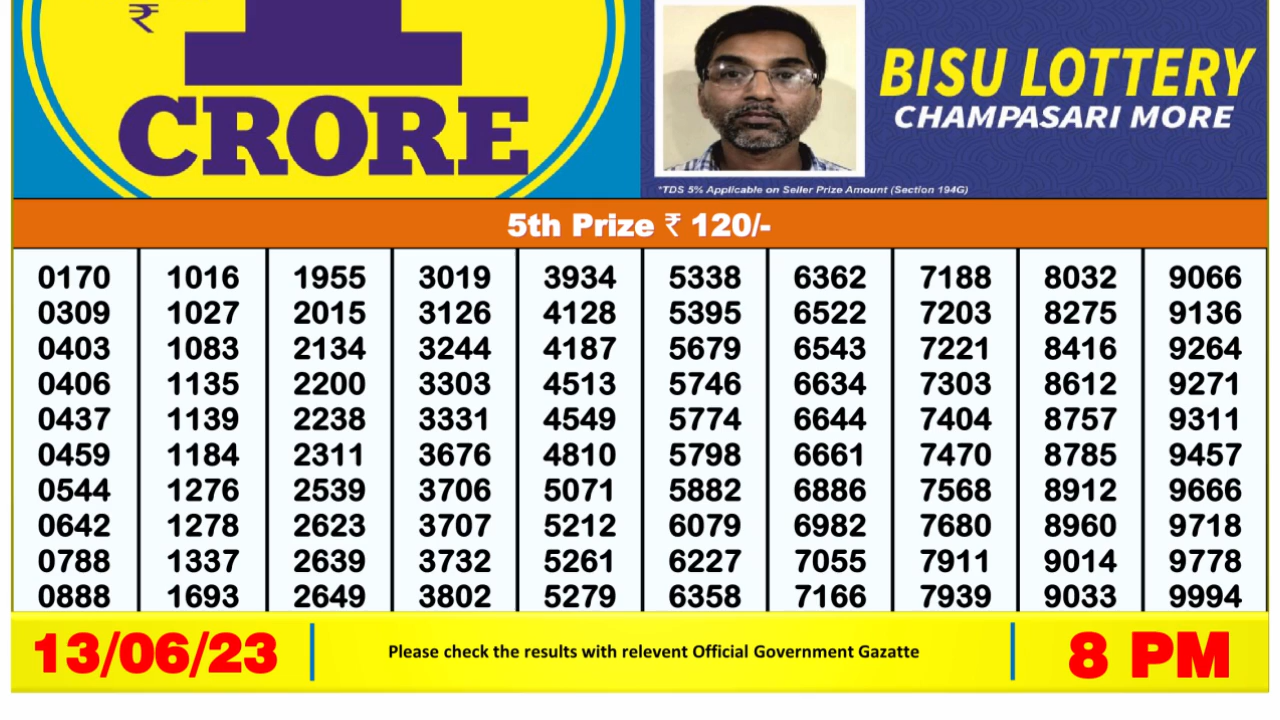 ₹
1
CRORE
BISU LOTTERY
CHAMPASARI MORE
*TDS 5% Applicable on Seller Prize Amount (Section 194G)
5th Prize ₹ 120/-
0170 1016 1955 3019 3934 5338 6362 7188 8032 9066
0309 1027 2015 3126 4128 5395 6522 7203 8275 9136
0403 1083 2134 3244 4187 5679 6543 7221 8416 9264
0406 1135 2200 3303 4513 5746 6634 7303 8612 9271
0437 1139 2238 3331 4549 5774 6644 7404 8757 9311
0459 1184 2311 3676 4810 5798 6661 7470 8785 9457
0544 1276 2539 3706 5071 5882 6886 7568 8912 9666
0642 1278 2623 3707 5212 6079 6982 7680 8960 9718
0788 1337 2639 3732 5261 6227 7055 7911 9014 9778
0888 1693 2649 3802 5279 6358 7166 7939 9033 9994
13/06/23 Please check the results with relevent Official Government Gazatte 8 PM